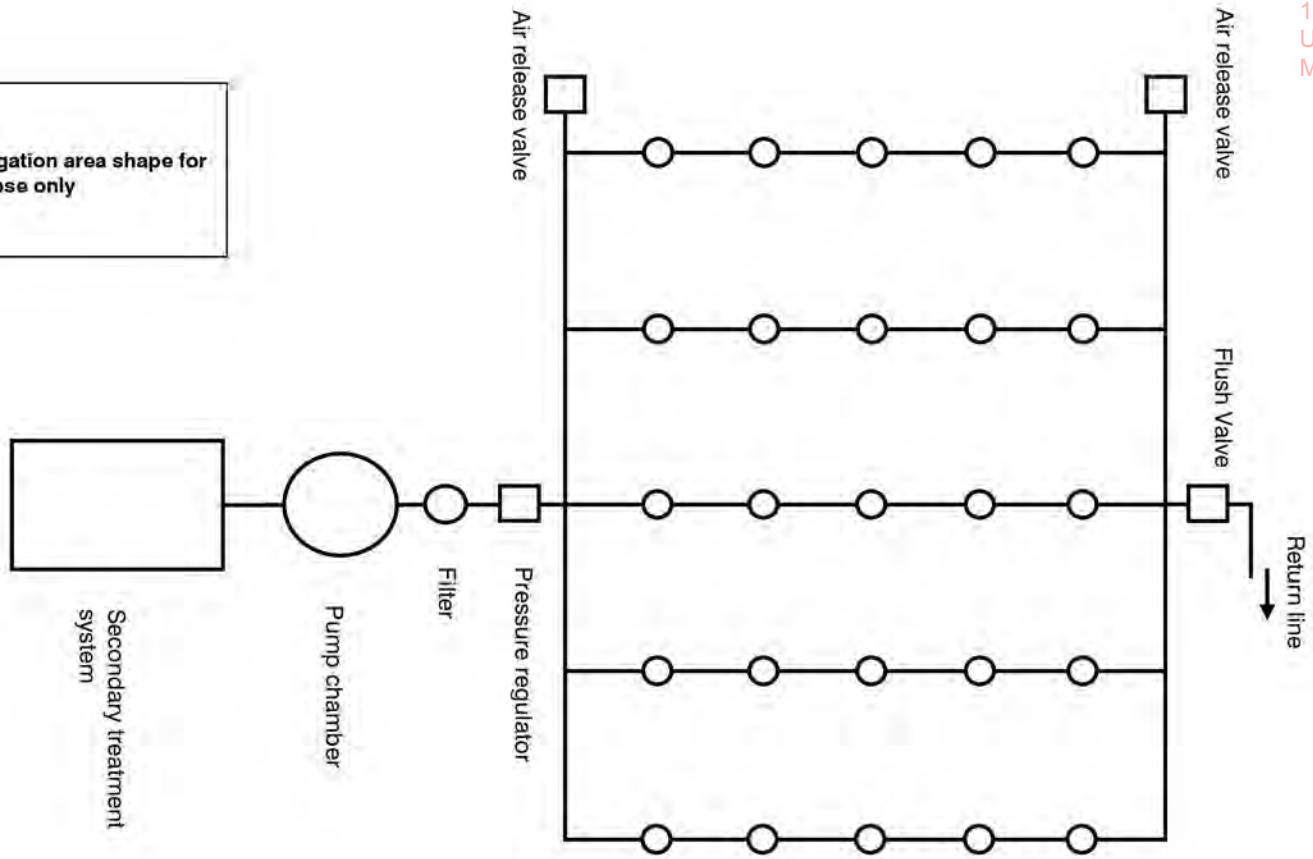 Air release valve
Air release valve
gation area shape for
ose only
Flush Valve
Return line
Pressure regulator
Filter
Pump chamber
Secondary treatment
system
1
U
M